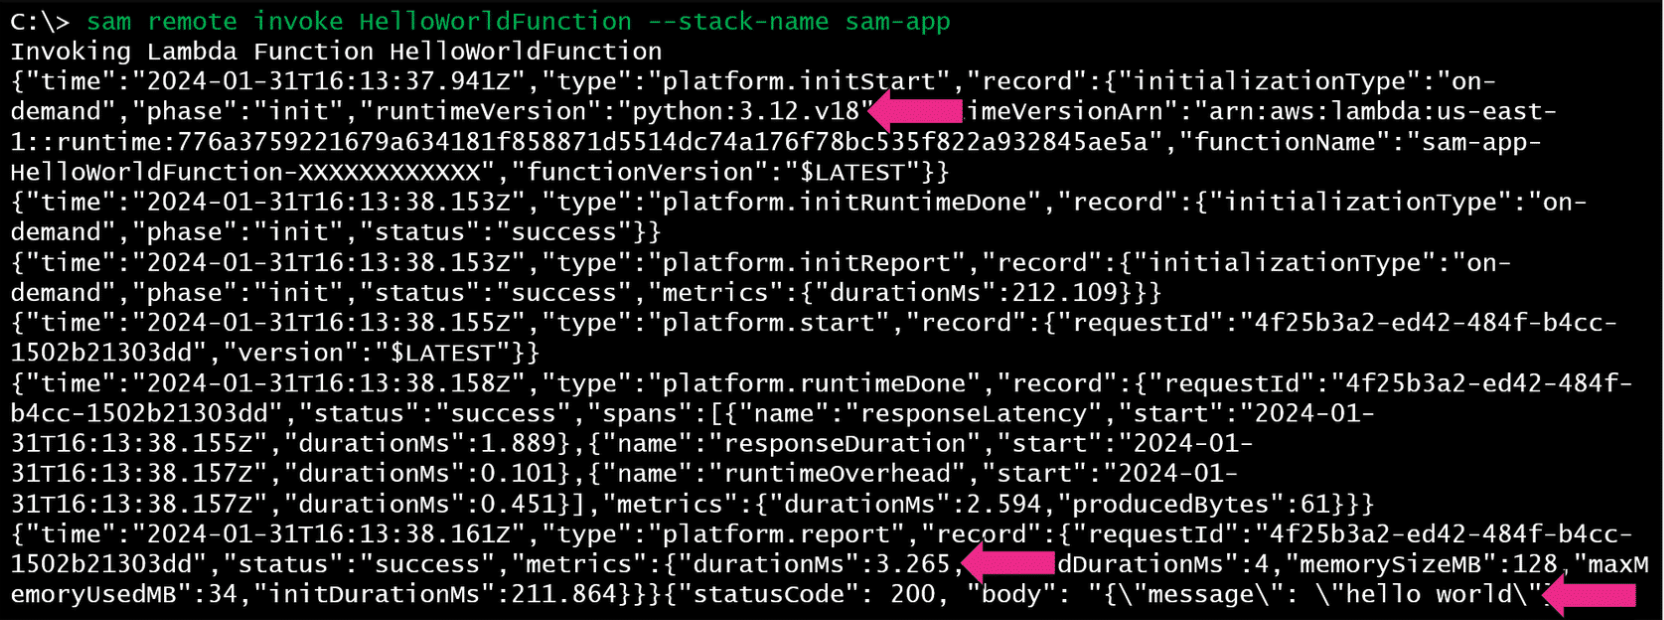 C:\> sam remote invoke HelloWorldFunction --stack-name sam-app
Invoking Lambda Function HelloWorldFunction
{"time":"2024-01-31T16:13:37.941Z","type":"platform.initStart","record":{"initializationType":"on-
demand","phase":"init","runtimeVersion":"python:3.12.v18" imeVersionArn":"arn:aws:lambda:us-east-
1::runtime:776a3759221679a634181f858871d5514dc74a176f78bc535f822a932845ae5a","functionName":"sam-app-
HelloWorldFunction-XXXXXXXXXXXX","functionVersion":"$LATEST"}}
{"time":"2024-01-31T16:13:38.153Z","type":"platform.initRuntimeDone","record":{"initializationType":"on-
demand","phase":"init","status":"success"}}
{"time":"2024-01-31T16:13:38.153Z","type":"platform.initReport","record":{"initializationType":"on-
demand","phase":"init","status":"success","metrics":{"durationMs":212.109}}}
{"time":"2024-01-31T16:13:38.155Z","type":"platform.start","record":{"requestId":"4f25b3a2-ed42-484f-b4cc-
1502b21303dd","version":"$LATEST"}}
{"time":"2024-01-31T16:13:38.158Z","type":"platform.runtimeDone","record":{"requestId":"4f25b3a2-ed42-484f-
b4cc-1502b21303dd","status":"success","spans":[{"name":"responseLatency","start":"2024-01-
31T16:13:38.155Z","durationMs":1.889},{"name":"responseDuration","start":"2024-01-
31T16:13:38.157Z","durationMs":0.101},{"name":"runtimeOverhead","start":"2024-01-
31T16:13:38.157Z","durationMs":0.451}],"metrics":{"durationMs":2.594,"producedBytes":61}}}
{"time":"2024-01-31T16:13:38.161Z","type":"platform.report","record":{"requestId":"4f25b3a2-ed42-484f-b4cc-
1502b21303dd","status":"success","metrics":{"durationMs":3.265, dDurationMs":4,"memorySizeMB":128,"maxM
emoryUsedMB":34,"initDurationMs":211.864}}}{"statusCode": 200, "body": "{\"message\": \"hello world\"